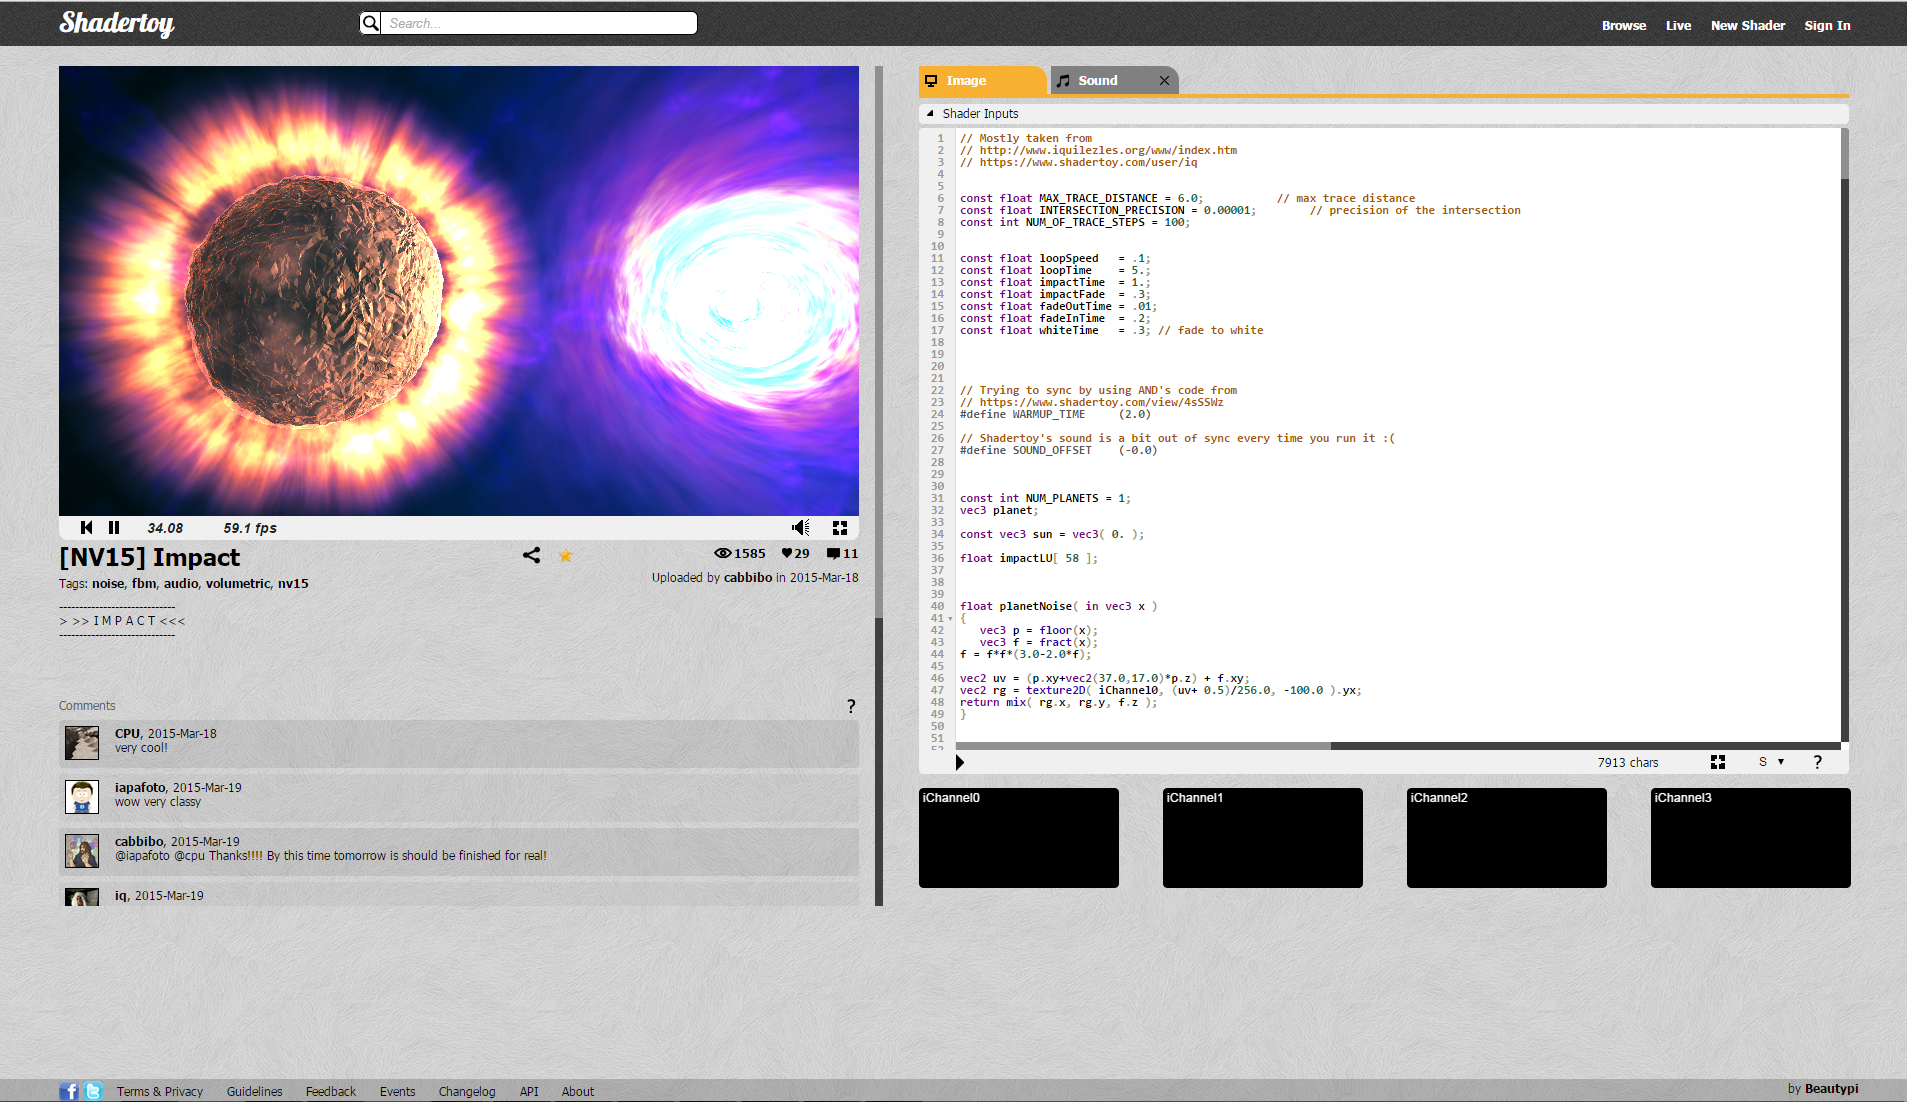 Shadertoy
Search...
Browse Live New Shader Sign In
34.08 59.1 fps
[NV15] Impact
1585 29 11
Tags: noise, fbm, audio, volumetric, nv15
Uploaded by cabbibo in 2015-Mar-18
-----------------------------
> >> I M P A C T <<<
-----------------------------
Comments
?
CPU, 2015-Mar-18
very cool!
iapafoto, 2015-Mar-19
wow very classy
cabbibo, 2015-Mar-19
@iapafoto @cpu Thanks!!!! By this time tomorrow is should be finished for real!
iq, 2015-Mar-19
Image Sound
Shader Inputs
1 // Mostly taken from
2 // http://www.iquilezles.org/www/index.htm
3 // https://www.shadertoy.com/user/iq
4
5
6 const float MAX_TRACE_DISTANCE = 6.0; // max trace distance
7 const float INTERSECTION_PRECISION = 0.00001; // precision of the intersection
8 const int NUM_OF_TRACE_STEPS = 100;
9
10
11 const float loopSpeed = .1;
12 const float loopTime = 5.;
13 const float impactTime = 1.;
14 const float impactFade = .3;
15 const float fadeOutTime = .01;
16 const float fadeInTime = .2;
17 const float whiteTime = .3; // fade to white
18
19
20
21
22 // Trying to sync by using AND's code from
23 // https://www.shadertoy.com/view/4sSSWz
24 #define WARMUP_TIME (2.0)
25
26 // Shadertoy's sound is a bit out of sync every time you run it :(
27 #define SOUND_OFFSET (-0.0)
28
29
30
31 const int NUM_PLANETS = 1;
32 vec3 planet;
33
34 const vec3 sun = vec3( 0. );
35
36 float impactLU[ 58 ];
37
38
39
40 float planetNoise( in vec3 x )
41 {
42 vec3 p = floor(x);
43 vec3 f = fract(x);
44 f = f*f*(3.0-2.0*f);
45
46 vec2 uv = (p.xy+vec2(37.0,17.0)*p.z) + f.xy;
47 vec2 rg = texture2D( iChannel0, (uv+ 0.5)/256.0, -100.0 ).yx;
48 return mix( rg.x, rg.y, f.z );
49 }
50
51
52
7913 chars S ?
iChannel0 iChannel1 iChannel2 iChannel3
Terms & Privacy Guidelines Feedback Events Changelog API About
by Beautypi